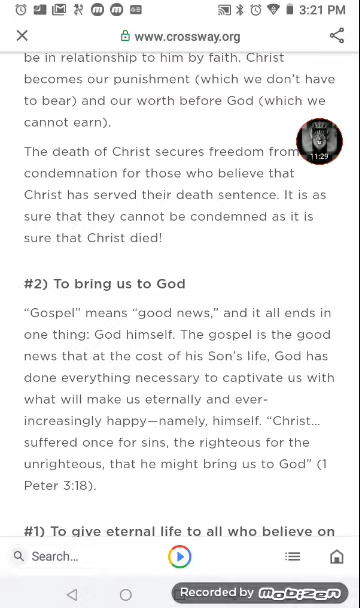 3:21 PM
www.crossway.org
be in relationship to him by faith. Christ
becomes our punishment (which we don't have
to bear) and our worth before God (which we
cannot earn).
11:29
The death of Christ secures freedom from
condemnation for those who believe that
Christ has served their death sentence. It is as
sure that they cannot be condemned as it is
sure that Christ died!
#2) To bring us to God
“Gospel” means “good news,” and it all ends in
one thing: God himself. The gospel is the good
news that at the cost of his Son's life, God has
done everything necessary to captivate us with
what will make us eternally and ever-
increasingly happy—namely, himself. “Christ...
suffered once for sins, the righteous for the
unrighteous, that he might bring us to God” (1
Peter 3:18).
#1) To give eternal life to all who believe on
Search...
Recorded by mobizen